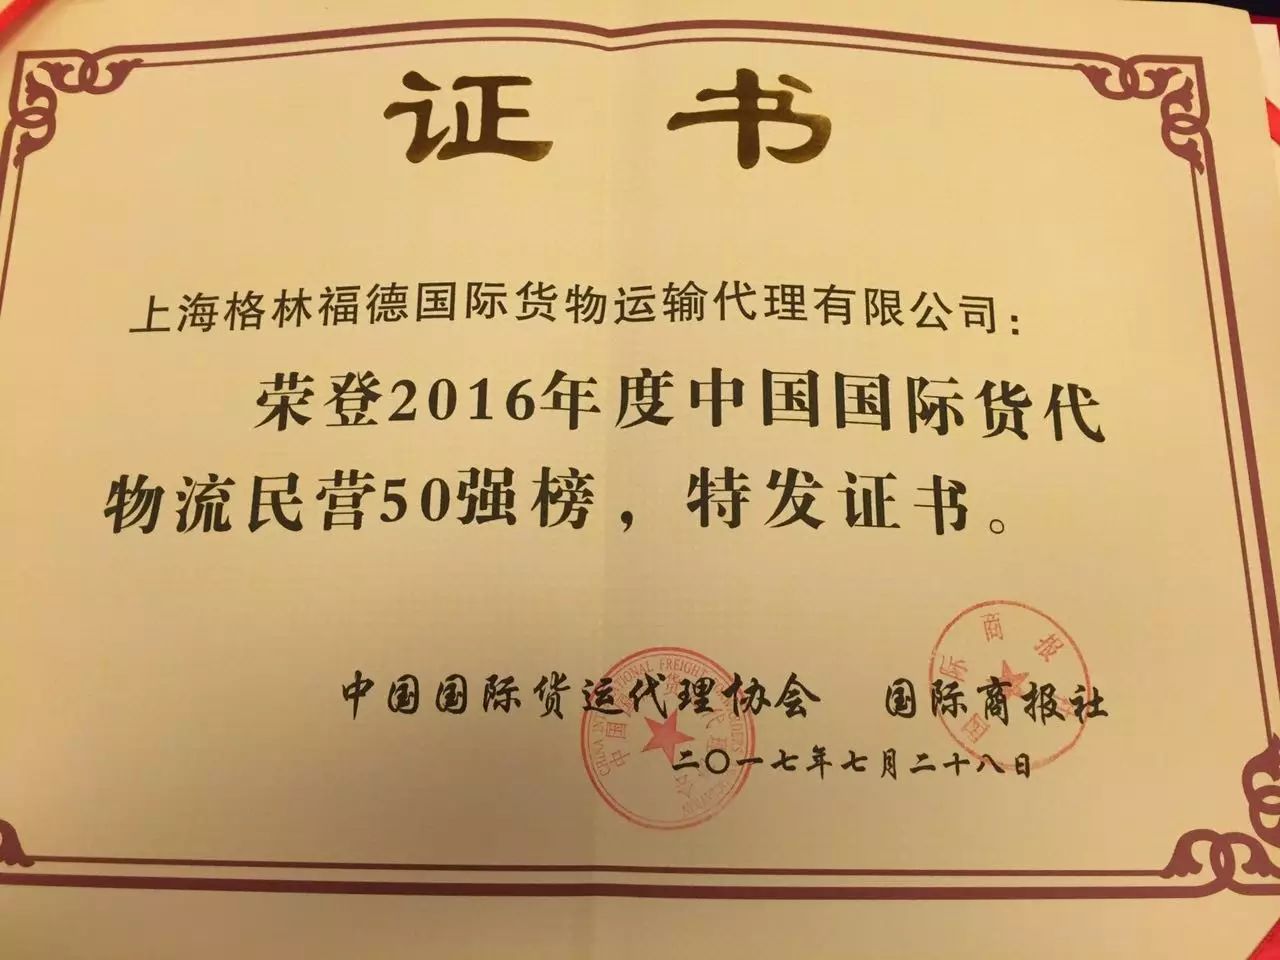 证书
上海格林福德国际货物运输代理有限公司：
荣登2016年度中国国际货代
物流民营50强榜，特发证书。
中国国际货运代理协会 国际商报社
二〇一七年七月二十八日